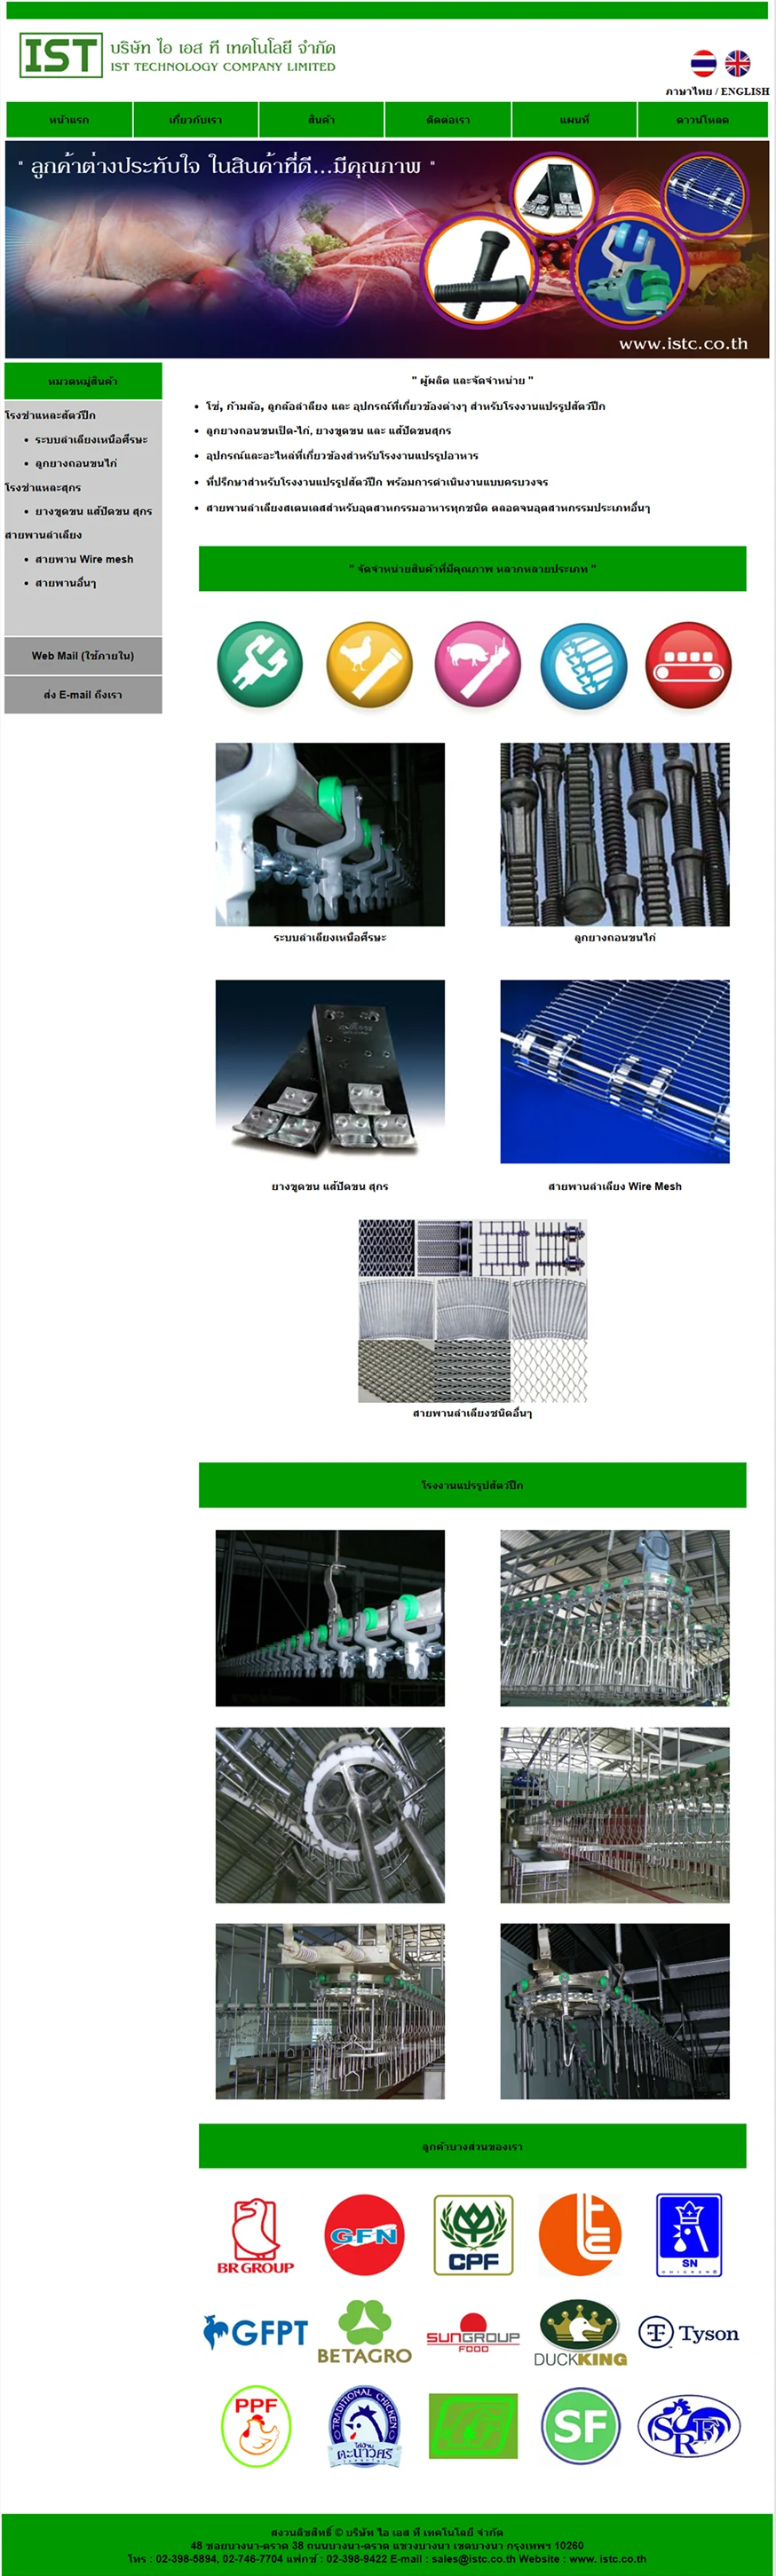 IST บริษัท ไอ เอส ที เทคโนโลยี จำกัด
IST TECHNOLOGY COMPANY LIMITED
ภาษาไทย / ENGLISH
หน้าแรก เกี่ยวกับเรา สินค้า ติดต่อเรา แผนที่ ดาวน์โหลด
" ลูกค้าต่างประทับใจ ในสินค้าที่ดี...มีคุณภาพ "
www.istc.co.th
หมวดหมู่สินค้า
โรงชำแหละสัตว์ปีก
ระบบลำเลียงเหนือศีรษะ
ลูกยางถอนขนไก่
โรงชำแหละสุกร
ยางขูดขน แส้ปัดขน สุกร
สายพานลำเลียง
สายพาน Wire mesh
สายพานอื่นๆ
Web Mail (ใช้ภายใน)
ส่ง E-mail ถึงเรา
" ผู้ผลิต และจัดจำหน่าย "
โซ่, ก้ามล้อ, ลูกล้อลำลียง และ อุปกรณ์ที่เกี่ยวข้องต่างๆ สำหรับโรงงานแปรรูปสัตว์ปีก
ลูกยางถอนขนเป็ด-ไก่, ยางขูดขน และ แส้ปัดขนสุกร
อุปกรณ์และอะไหล่ที่เกี่ยวข้องสำหรับโรงงานแปรรูปอาหาร
ที่ปรึกษาสำหรับโรงงานแปรรูปสัตว์ปีก พร้อมการดำเนินงานแบบครบวงจร
สายพานลำเลียงสเตนเลสสำหรับอุตสาหกรรมอาหารทุกชนิด ตลอดจนอุตสาหกรรมประเภทอื่นๆ
" จัดจำหน่ายสินค้าที่มีคุณภาพ หลากหลายประเภท "
ระบบลำเลียงเหนือศีรษะ ลูกยางถอนขนไก่
ยางขูดขน แส้ปัดขน สุกร สายพานลำเลียง Wire Mesh
สายพานลำเลียงชนิดอื่นๆ
โรงงานแปรรูปสัตว์ปีก
ลูกค้าบางส่วนของเรา
BR GROUP GFN CPF SN
CHICKEN
GFPT BETAGRO SUNGROUP FOOD DUCKKING Tyson
PPF TRADITIONAL CHICKEN ไก่บ้าน ตะนาวศรี SF SRF
สงวนลิขสิทธิ์ © บริษัท ไอ เอส ที เทคโนโลยี จำกัด
48 ซอยบางนา-ตราด 38 ถนนบางนา-ตราด แขวงบางนา เขตบางนา กรุงเทพฯ 10260
โทร : 02-398-5894, 02-746-7704 แฟกซ์ : 02-398-9422 E-mail : sales@istc.co.th Website : www. istc.co.th